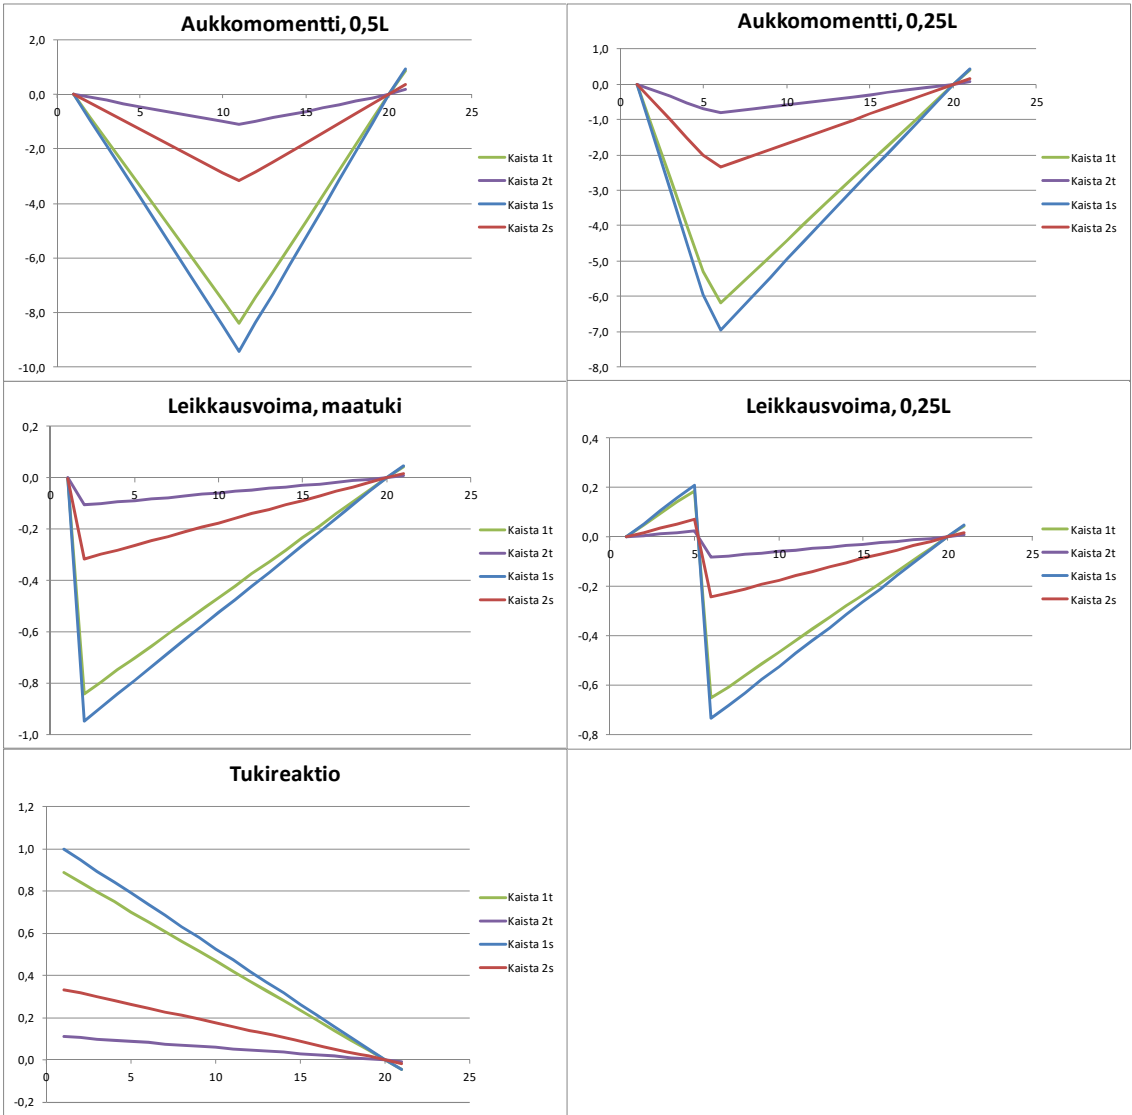 Aukkomomentti, 0,5L
2,0
0,0
-2,0
-4,0
-6,0
-8,0
-10,0
0 5 10 15 20 25
Kaista 1t
Kaista 2t
Kaista 1s
Kaista 2s
Aukkomomentti, 0,25L
1,0
0,0
-1,0
-2,0
-3,0
-4,0
-5,0
-6,0
-7,0
-8,0
0 5 10 15 20 25
Kaista 1t
Kaista 2t
Kaista 1s
Kaista 2s
Leikkausvoima, maatuki
0,2
0,0
-0,2
-0,4
-0,6
-0,8
-1,0
0 5 10 15 20 25
Kaista 1t
Kaista 2t
Kaista 1s
Kaista 2s
Leikkausvoima, 0,25L
0,4
0,2
0,0
-0,2
-0,4
-0,6
-0,8
0 5 10 15 20 25
Kaista 1t
Kaista 2t
Kaista 1s
Kaista 2s
Tukireaktio
1,2
1,0
0,8
0,6
0,4
0,2
0,0
-0,2
0 5 10 15 20 25
Kaista 1t
Kaista 2t
Kaista 1s
Kaista 2s